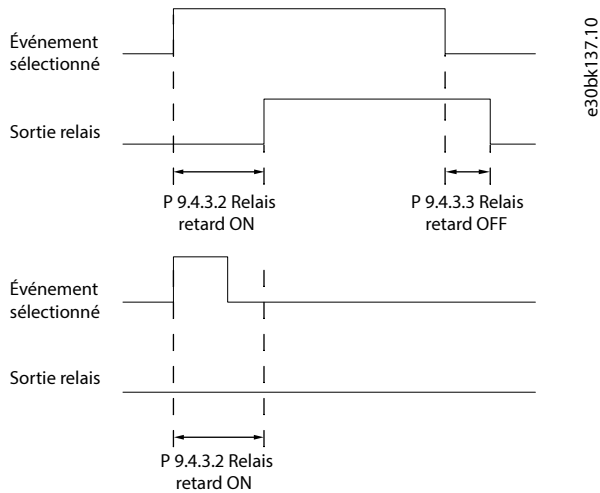 Événement
sélectionné
Sortie relais
P 9.4.3.2 Relais
retard ON
P 9.4.3.3 Relais
retard OFF
Événement
sélectionné
Sortie relais
P 9.4.3.2 Relais
retard ON
e30bk137.10